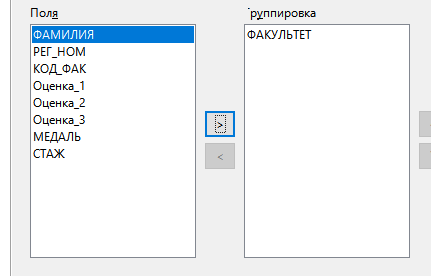 Поля
Группировка
ФАМИЛИЯ
РЕГ_НОМ
КОД_ФАК
Оценка_1
Оценка_2
Оценка_3
МЕДАЛЬ
СТАЖ
>
<
ФАКУЛЬТЕТ